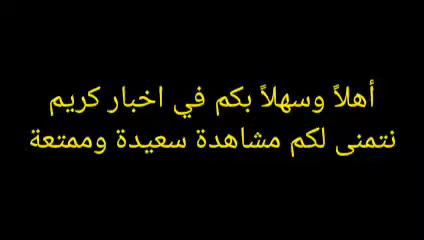 أهلاً وسهلاً بكم في اخبار كريم
نتمنى لكم مشاهدة سعيدة وممتعة